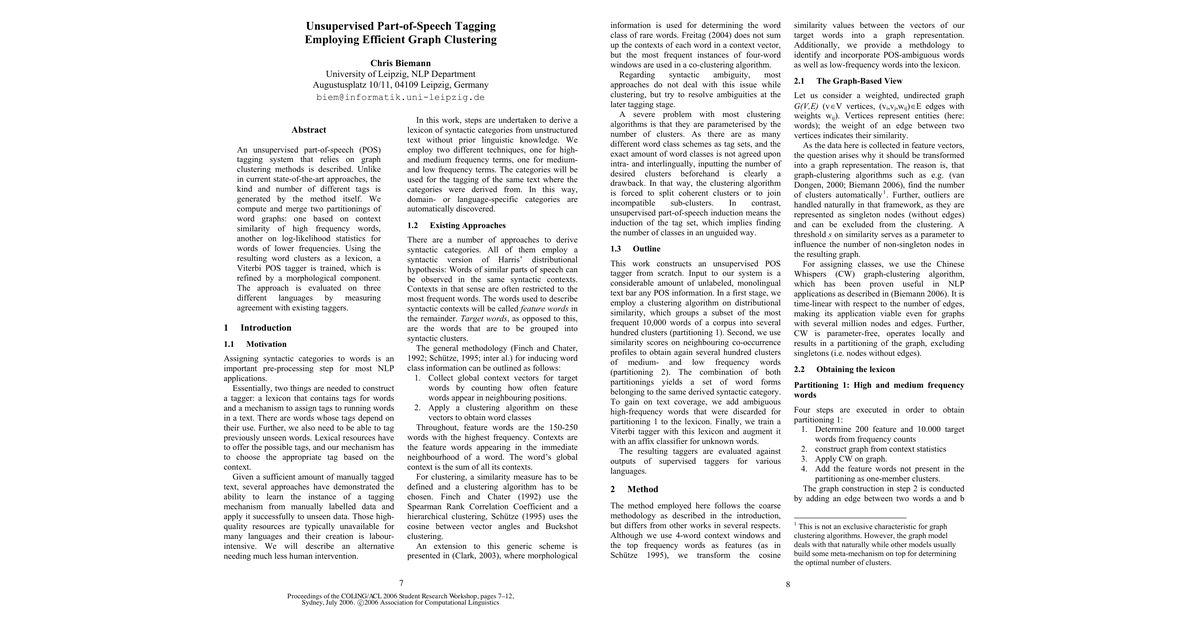 Unsupervised Part-of-Speech Tagging
Employing Efficient Graph Clustering
Chris Biemann
University of Leipzig, NLP Department
Augustusplatz 10/11, 04109 Leipzig, Germany
biem@informatik.uni-leipzig.de
Abstract
An unsupervised part-of-speech (POS)
tagging system that relies on graph
clustering methods is described. Unlike
in current state-of-the-art approaches, the
kind and number of different tags is
generated by the method itself. We
compute and merge two partitionings of
word graphs: one based on context
similarity of high frequency words,
another on log-likelihood statistics for
words of lower frequencies. Using the
resulting word clusters as a lexicon, a
Viterbi POS tagger is trained, which is
refined by a morphological component.
The approach is evaluated on three
different languages by measuring
agreement with existing taggers.
1 Introduction
1.1 Motivation
Assigning syntactic categories to words is an
important pre-processing step for most NLP
applications.
Essentially, two things are needed to construct
a tagger: a lexicon that contains tags for words
and a mechanism to assign tags to running words
in a text. There are words whose tags depend on
their use. Further, we also need to be able to tag
previously unseen words. Lexical resources have
to offer the possible tags, and our mechanism has
to choose the appropriate tag based on the
context.
Given a sufficient amount of manually tagged
text, several approaches have demonstrated the
ability to learn the instance of a tagging
mechanism from manually labelled data and
apply it successfully to unseen data. Those high-
quality resources are typically unavailable for
many languages and their creation is labour-
intensive. We will describe an alternative
needing much less human intervention.
In this work, steps are undertaken to derive a
lexicon of syntactic categories from unstructured
text without prior linguistic knowledge. We
employ two different techniques, one for high-
and medium frequency terms, one for medium-
and low frequency terms. The categories will be
used for the tagging of the same text where the
categories were derived from. In this way,
domain- or language-specific categories are
automatically discovered.
1.2 Existing Approaches
There are a number of approaches to derive
syntactic categories. All of them employ a
syntactic version of Harris' distributional
hypothesis: Words of similar parts of speech can
be observed in the same syntactic contexts.
Contexts in that sense are often restricted to the
most frequent words. The words used to describe
syntactic contexts will be called feature words in
the remainder. Target words, as opposed to this,
are the words that are to be grouped into
syntactic clusters.
The general methodology (Finch and Chater,
1992; Schütze, 1995; inter al.) for inducing word
class information can be outlined as follows:
1. Collect global context vectors for target
words by counting how often feature
words appear in neighbouring positions.
2. Apply a clustering algorithm on these
vectors to obtain word classes
Throughout, feature words are the 150-250
words with the highest frequency. Contexts are
the feature words appearing in the immediate
neighbourhood of a word. The word's global
context is the sum of all its contexts.
For clustering, a similarity measure has to be
defined and a clustering algorithm has to be
chosen. Finch and Chater (1992) use the
Spearman Rank Correlation Coefficient and a
hierarchical clustering, Schütze (1995) uses the
cosine between vector angles and Buckshot
clustering.
An extension to this generic scheme is
presented in (Clark, 2003), where morphological
7
Proceedings of the COLING/ACL 2006 Student Research Workshop, pages 7–12,
Sydney, July 2006. ©2006 Association for Computational Linguistics
information is used for determining the word
class of rare words. Freitag (2004) does not sum
up the contexts of each word in a context vector,
but the most frequent instances of four-word
windows are used in a co-clustering algorithm.
Regarding syntactic ambiguity, most
approaches do not deal with this issue while
clustering, but try to resolve ambiguities at the
later tagging stage.
A severe problem with most clustering
algorithms is that they are parameterised by the
number of clusters. As there are as many
different word class schemes as tag sets, and the
exact amount of word classes is not agreed upon
intra- and interlingually, inputting the number of
desired clusters beforehand is clearly a
drawback. In that way, the clustering algorithm
is forced to split coherent clusters or to join
incompatible sub-clusters. In contrast,
unsupervised part-of-speech induction means the
induction of the tag set, which implies finding
the number of classes in an unguided way.
1.3 Outline
This work constructs an unsupervised POS
tagger from scratch. Input to our system is a
considerable amount of unlabeled, monolingual
text bar any POS information. In a first stage, we
employ a clustering algorithm on distributional
similarity, which groups a subset of the most
frequent 10,000 words of a corpus into several
hundred clusters (partitioning 1). Second, we use
similarity scores on neighbouring co-occurrence
profiles to obtain again several hundred clusters
of medium- and low frequency words
(partitioning 2). The combination of both
partitionings yields a set of word forms
belonging to the same derived syntactic category.
To gain on text coverage, we add ambiguous
high-frequency words that were discarded for
partitioning 1 to the lexicon. Finally, we train a
Viterbi tagger with this lexicon and augment it
with an affix classifier for unknown words.
The resulting taggers are evaluated against
outputs of supervised taggers for various
languages.
2 Method
The method employed here follows the coarse
methodology as described in the introduction,
but differs from other works in several respects.
Although we use 4-word context windows and
the top frequency words as features (as in
Schütze 1995), we transform the cosine
similarity values between the vectors of our
target words into a graph representation.
Additionally, we provide a methdology to
identify and incorporate POS-ambiguous words
as well as low-frequency words into the lexicon.
2.1 The Graph-Based View
Let us consider a weighted, undirected graph
G(V,E) (v∈V vertices, (vi,vj,wij)∈E edges with
weights wij). Vertices represent entities (here:
words); the weight of an edge between two
vertices indicates their similarity.
As the data here is collected in feature vectors,
the question arises why it should be transformed
into a graph representation. The reason is, that
graph-clustering algorithms such as e.g. (van
Dongen, 2000; Biemann 2006), find the number
of clusters automatically1. Further, outliers are
handled naturally in that framework, as they are
represented as singleton nodes (without edges)
and can be excluded from the clustering. A
threshold s on similarity serves as a parameter to
influence the number of non-singleton nodes in
the resulting graph.
For assigning classes, we use the Chinese
Whispers (CW) graph-clustering algorithm,
which has been proven useful in NLP
applications as described in (Biemann 2006). It is
time-linear with respect to the number of edges,
making its application viable even for graphs
with several million nodes and edges. Further,
CW is parameter-free, operates locally and
results in a partitioning of the graph, excluding
singletons (i.e. nodes without edges).
2.2 Obtaining the lexicon
Partitioning 1: High and medium frequency
words
Four steps are executed in order to obtain
partitioning 1:
1. Determine 200 feature and 10.000 target
words from frequency counts
2. construct graph from context statistics
3. Apply CW on graph.
4. Add the feature words not present in the
partitioning as one-member clusters.
The graph construction in step 2 is conducted
by adding an edge between two words a and b
1 This is not an exclusive characteristic for graph
clustering algorithms. However, the graph model
deals with that naturally while other models usually
build some meta-mechanism on top for determining
the optimal number of clusters.
8